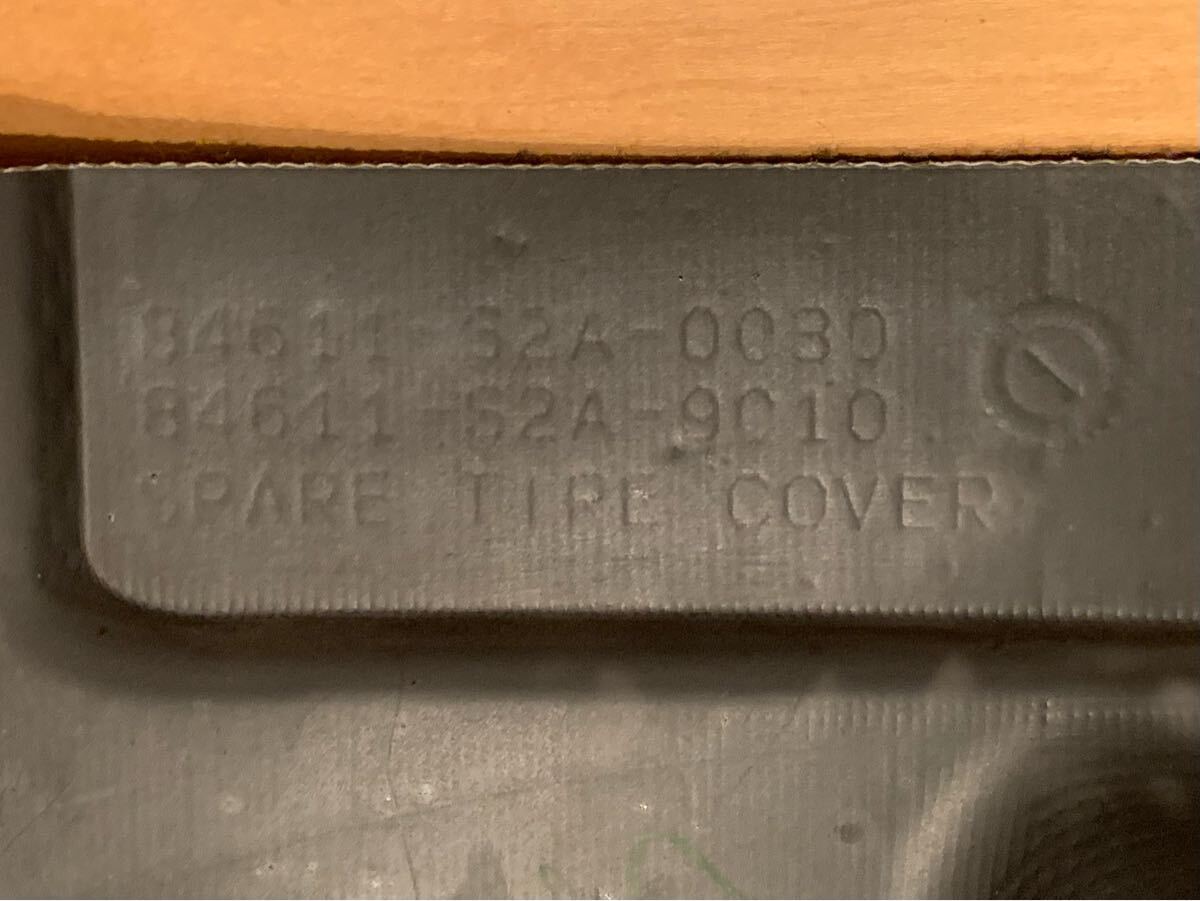 84611-S2A-0030
84611-S2A-9010
SPARE TIRE COVER